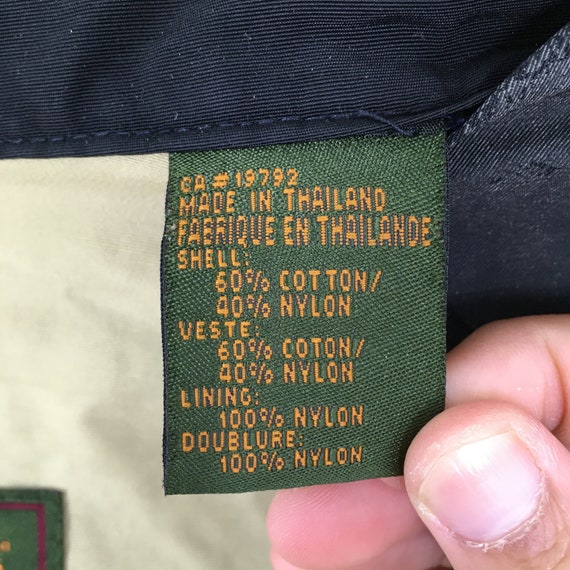 CA#19792
MADE IN THAILAND
FABRIQUE EN THAILANDE
SHELL:
60% COTTON/
40% NYLON
VESTE:
60% COTON/
40% NYLON
LINING:
100% NYLON
DOUBLURE:
100% NYLON